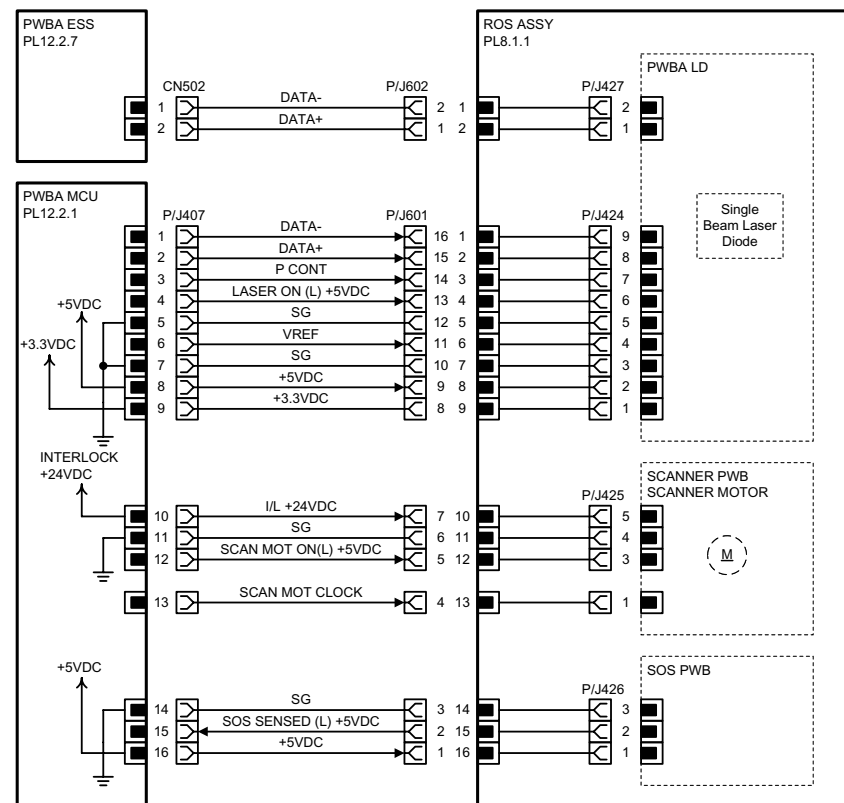 PWBA ESS
PL12.2.7
ROS ASSY
PL8.1.1
PWBA LD
CN502 P/J602 P/J427
1 DATA- 2 1 2
2 DATA+ 1 2 1
PWBA MCU
PL12.2.1
Single
Beam Laser
Diode
P/J407 P/J601 P/J424
1 DATA- 16 1 9
2 DATA+ 15 2 8
3 P CONT 14 3 7
4 LASER ON (L) +5VDC 13 4 6
+5VDC
5 SG 12 5 5
6 VREF 11 6 4
+3.3VDC
7 SG 10 7 3
8 +5VDC 9 8 2
9 +3.3VDC 8 9 1
INTERLOCK
+24VDC
SCANNER PWB
SCANNER MOTOR
P/J425
10 I/L +24VDC 7 10 5
11 SG 6 11 4
12 SCAN MOT ON(L) +5VDC 5 12 3
M
13 SCAN MOT CLOCK 4 13 1
+5VDC
SOS PWB
P/J426
14 SG 3 14 3
15 SOS SENSED (L) +5VDC 2 15 2
16 +5VDC 1 16 1